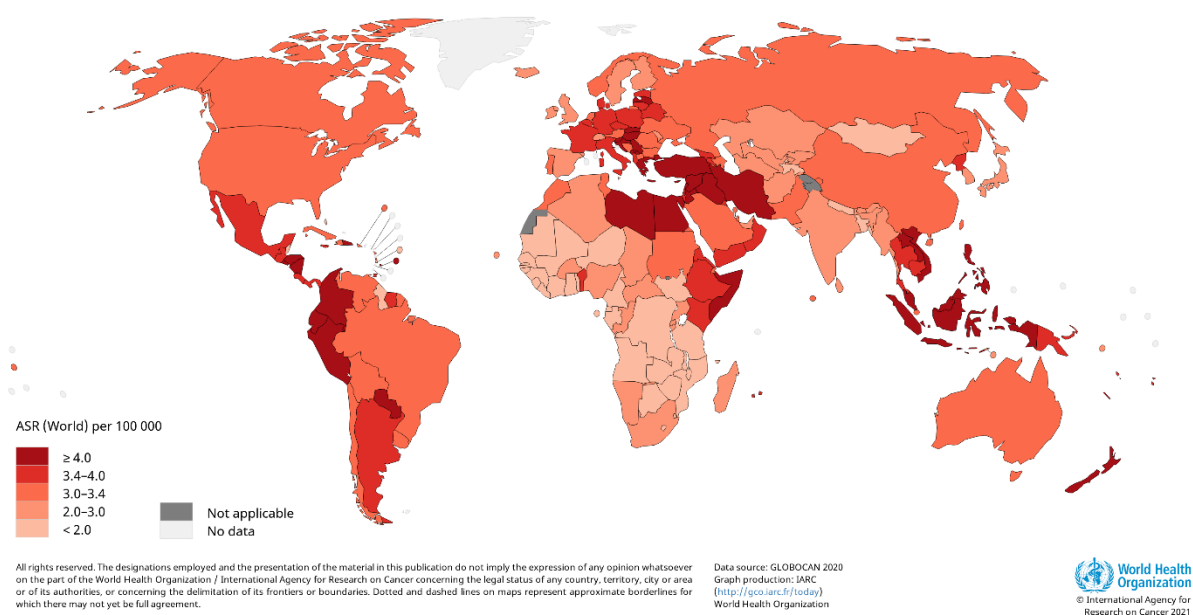 ASR (World) per 100 000
≥ 4.0
3.4–4.0
3.0–3.4
2.0–3.0
< 2.0
Not applicable
No data
All rights reserved. The designations employed and the presentation of the material in this publication do not imply the expression of any opinion whatsoever
on the part of the World Health Organization / International Agency for Research on Cancer concerning the legal status of any country, territory, city or area
or of its authorities, or concerning the delimitation of its frontiers or boundaries. Dotted and dashed lines on maps represent approximate borderlines for
which there may not yet be full agreement.
Data source: GLOBOCAN 2020
Graph production: IARC
(http://gco.iarc.fr/today)
World Health Organization
World Health
Organization
© International Agency for
Research on Cancer 2021